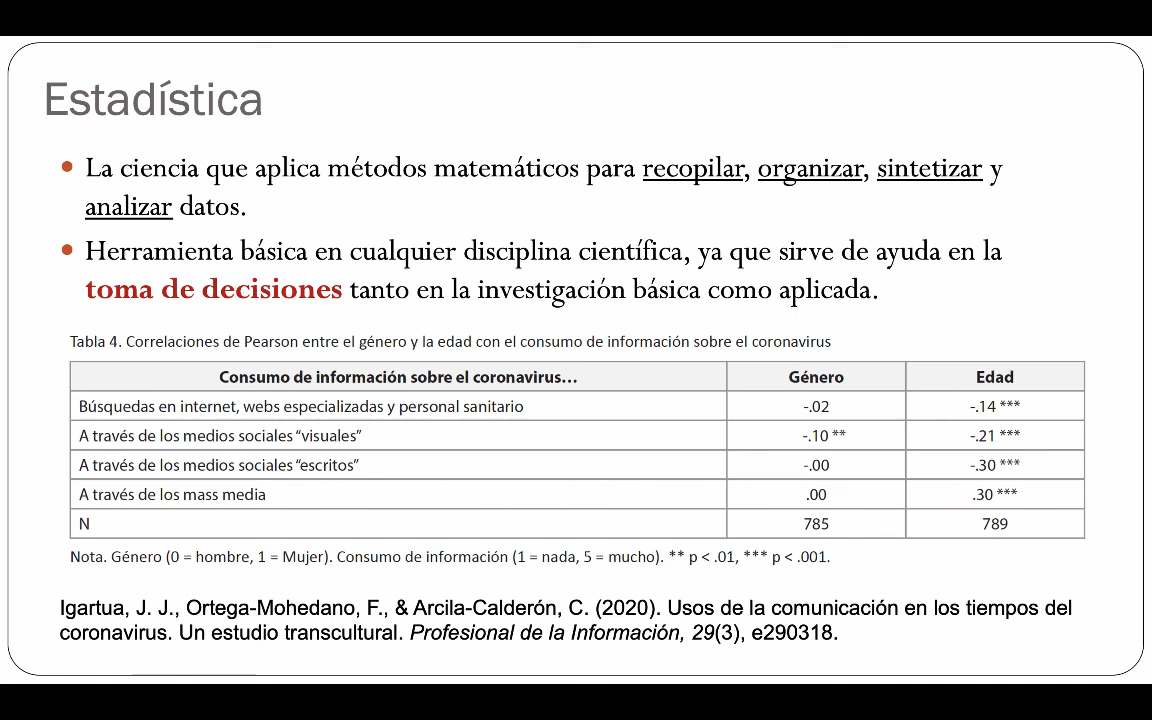 Estadística
• La ciencia que aplica métodos matemáticos para recopilar, organizar, sintetizar y
analizar datos.
• Herramienta básica en cualquier disciplina científica, ya que sirve de ayuda en la
toma de decisiones tanto en la investigación básica como aplicada.
Tabla 4. Correlaciones de Pearson entre el género y la edad con el consumo de información sobre el coronavirus
Consumo de información sobre el coronavirus… Género Edad
Búsquedas en internet, webs especializadas y personal sanitario -.02 -.14 ***
A través de los medios sociales “visuales” -.10 ** -.21 ***
A través de los medios sociales “escritos” -.00 -.30 ***
A través de los mass media .00 .30 ***
N 785 789
Nota. Género (0 = hombre, 1 = Mujer). Consumo de información (1 = nada, 5 = mucho). ** p < .01, *** p < .001.
Igartua, J. J., Ortega-Mohedano, F., & Arcila-Calderón, C. (2020). Usos de la comunicación en los tiempos del
coronavirus. Un estudio transcultural. Profesional de la Información, 29(3), e290318.